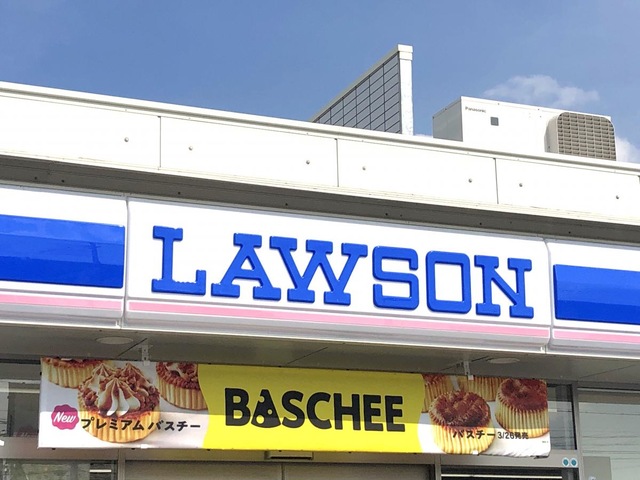 Panasonic
LAWSON
BASCHEE
New
プレミアムバスチー
バスチー 3/26発売